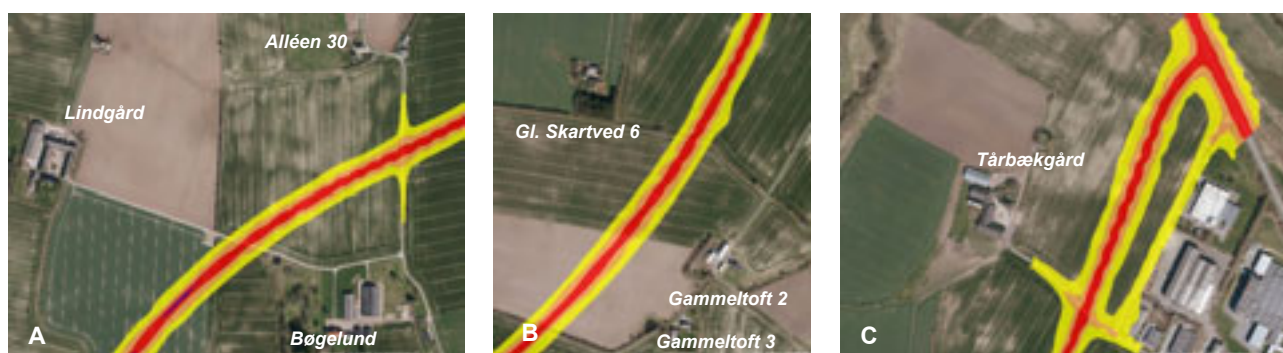 Alléen 30
Lindgård
Bøgelund
A
Gl. Skartved 6
Gammeltoft 2
Gammeltoft 3
B
Tårbækgård
C